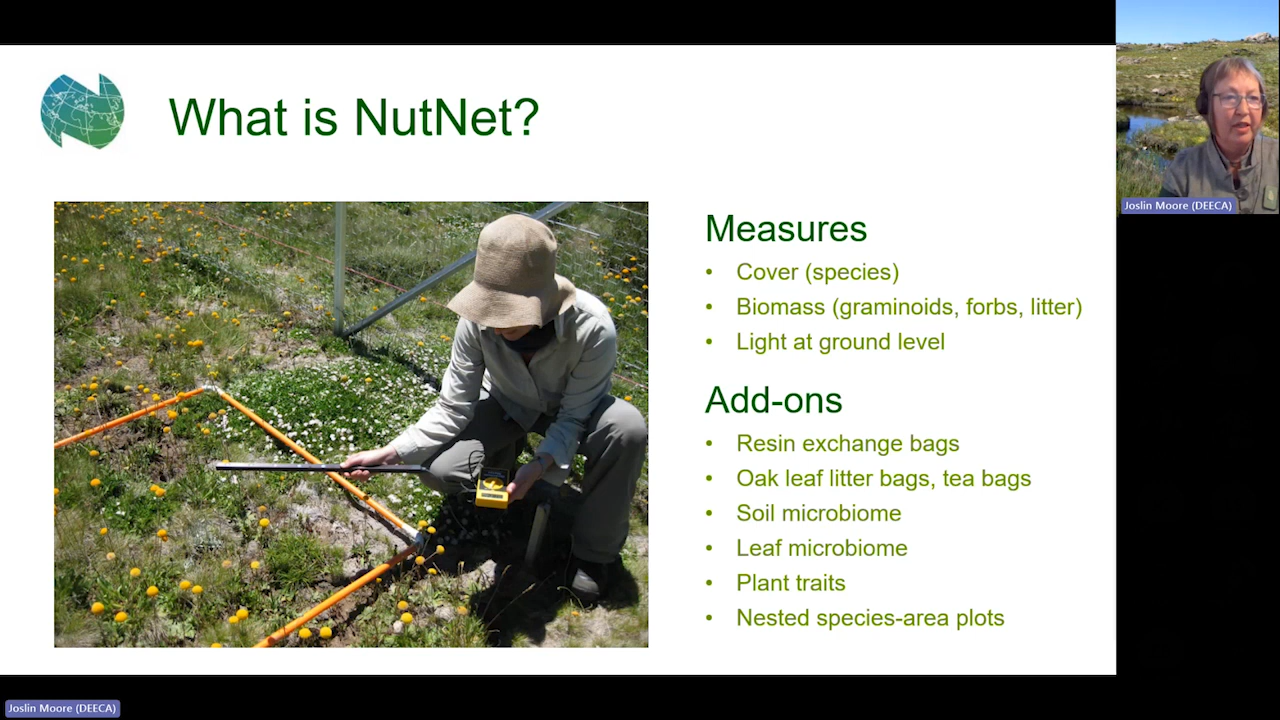 What is NutNet?
Measures
• Cover (species)
• Biomass (graminoids, forbs, litter)
• Light at ground level
Add-ons
• Resin exchange bags
• Oak leaf litter bags, tea bags
• Soil microbiome
• Leaf microbiome
• Plant traits
• Nested species-area plots
Joslin Moore (DEECA)
Joslin Moore (DEECA)